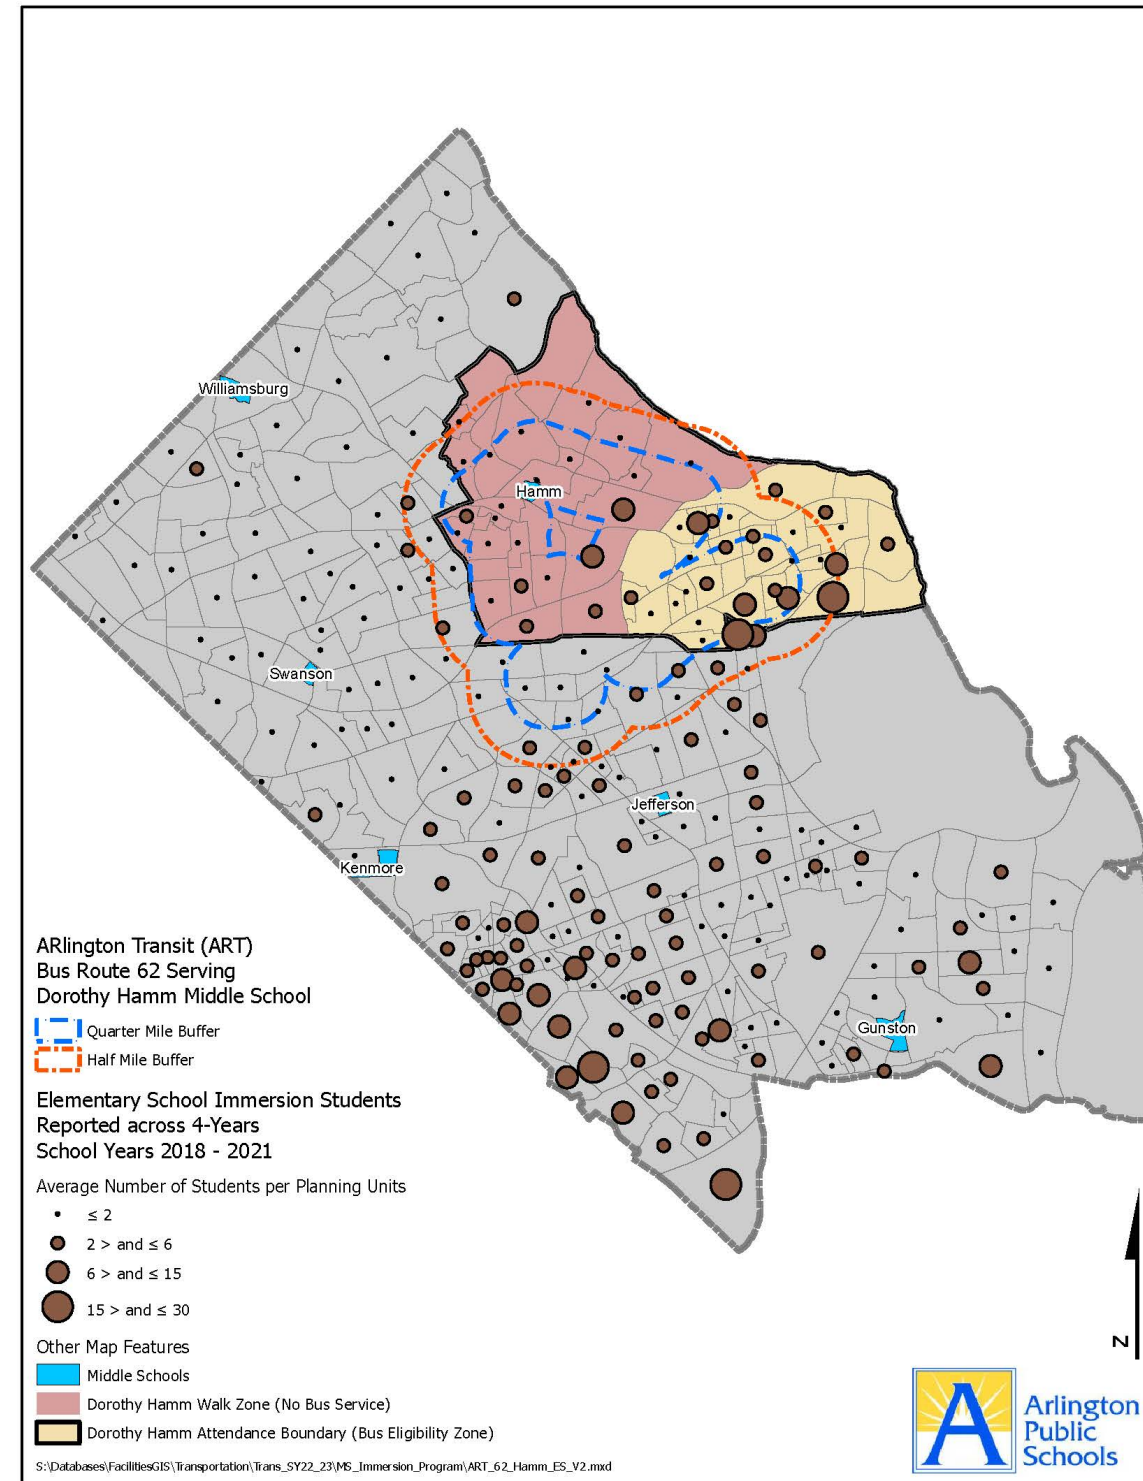 Williamsburg
Hamm
Swanson
Jefferson
Kenmore
Gunston
ARlington Transit (ART)
Bus Route 62 Serving
Dorothy Hamm Middle School
Quarter Mile Buffer
Half Mile Buffer
Elementary School Immersion Students
Reported across 4-Years
School Years 2018 - 2021
Average Number of Students per Planning Units
≤ 2
2 > and ≤ 6
6 > and ≤ 15
15 > and ≤ 30
Other Map Features
Middle Schools
Dorothy Hamm Walk Zone (No Bus Service)
Dorothy Hamm Attendance Boundary (Bus Eligibility Zone)
S:\Databases\FacilitiesGIS\Transportation\Trans_SY22_23\MS_Immersion_Program\ART_62_Hamm_ES_V2.mxd
N
A
Arlington
Public
Schools